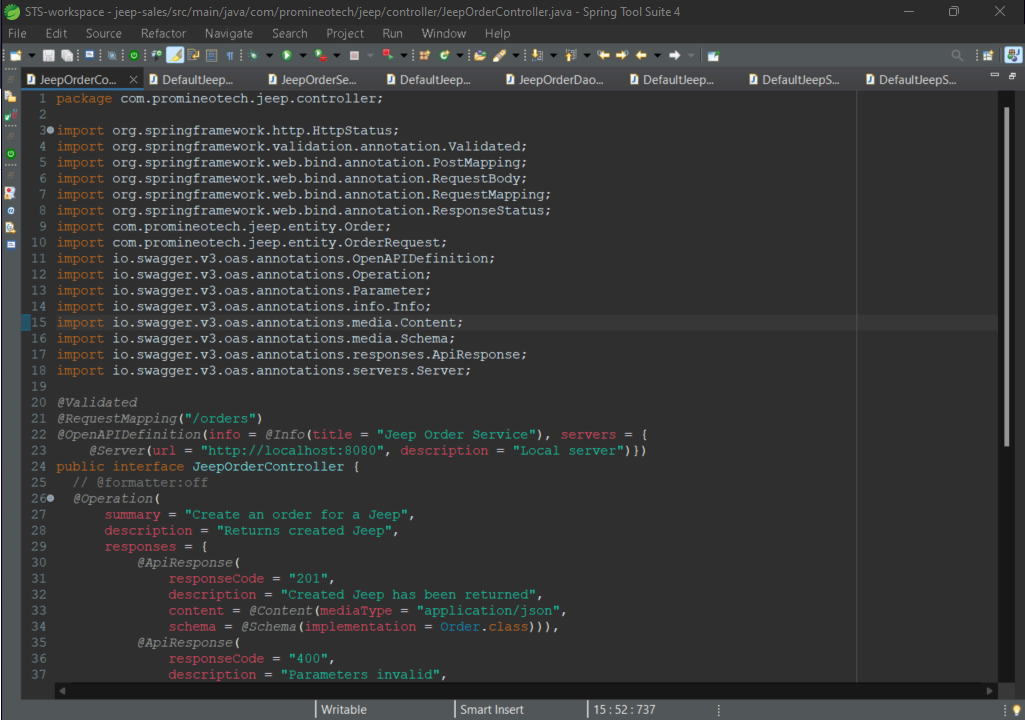 STS-workspace - jeep-sales/src/main/java/com/promineotech/jeep/controller/JeepOrderController.java - Spring Tool Suite 4
File Edit Source Refactor Navigate Search Project Run Window Help
JeepOrderCo... DefaultJeep... JeepOrderSe... DefaultJeep... JeepOrderDao... DefaultJeep... DefaultJeepS... DefaultJeepS...
1 package com.promineotech.jeep.controller;
2
3 import org.springframework.http.HttpStatus;
4 import org.springframework.validation.annotation.Validated;
5 import org.springframework.web.bind.annotation.PostMapping;
6 import org.springframework.web.bind.annotation.RequestBody;
7 import org.springframework.web.bind.annotation.RequestMapping;
8 import org.springframework.web.bind.annotation.ResponseStatus;
9 import com.promineotech.jeep.entity.Order;
10 import com.promineotech.jeep.entity.OrderRequest;
11 import io.swagger.v3.oas.annotations.OpenAPIDefinition;
12 import io.swagger.v3.oas.annotations.Operation;
13 import io.swagger.v3.oas.annotations.Parameter;
14 import io.swagger.v3.oas.annotations.info.Info;
15 import io.swagger.v3.oas.annotations.media.Content;
16 import io.swagger.v3.oas.annotations.media.Schema;
17 import io.swagger.v3.oas.annotations.responses.ApiResponse;
18 import io.swagger.v3.oas.annotations.servers.Server;
19
20 @Validated
21 @RequestMapping("/orders")
22 @OpenAPIDefinition(info = @Info(title = "Jeep Order Service"), servers = {
23 @Server(url = "http://localhost:8080", description = "Local server")})
24 public interface JeepOrderController {
25 // @formatter:off
26 @Operation(
27 summary = "Create an order for a Jeep",
28 description = "Returns created Jeep",
29 responses = {
30 @ApiResponse(
31 responseCode = "201",
32 description = "Created Jeep has been returned",
33 content = @Content(mediaType = "application/json",
34 schema = @Schema(implementation = Order.class))),
35 @ApiResponse(
36 responseCode = "400",
37 description = "Parameters invalid",
Writable Smart Insert 15 : 52 : 737